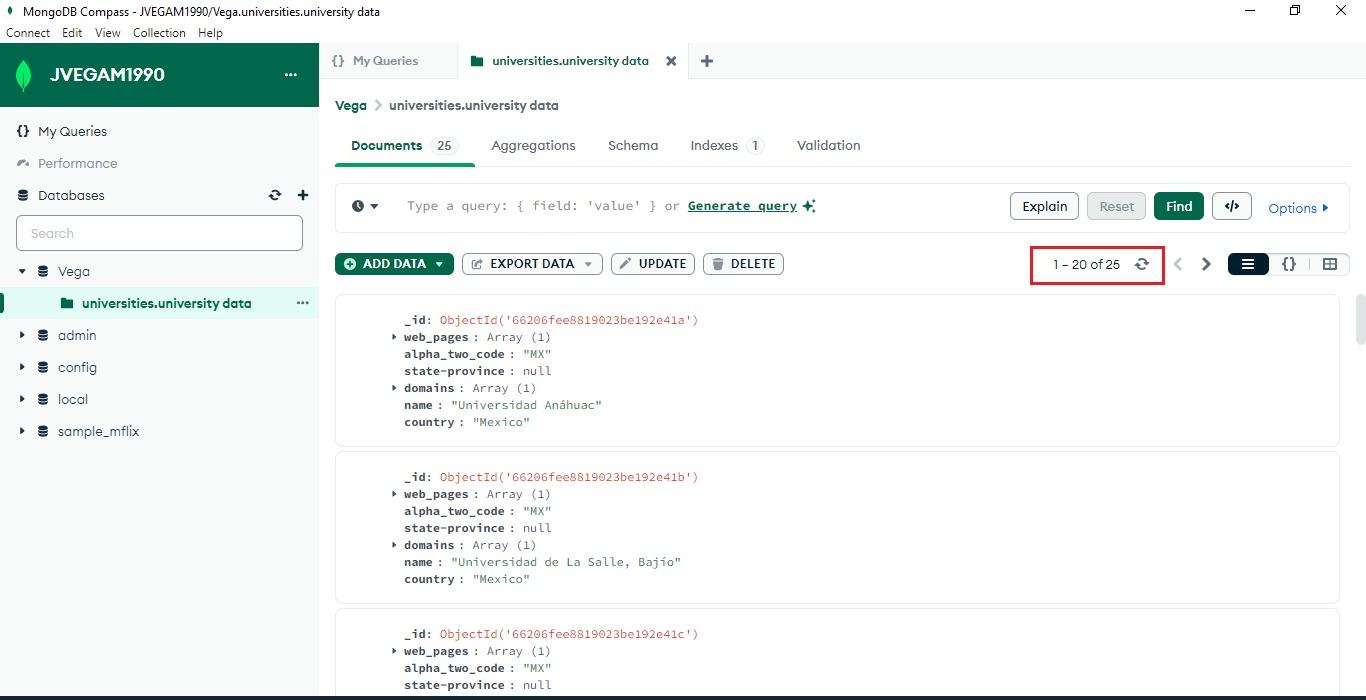 MongoDB Compass - JVEGAM1990/Vega.universities.university data
Connect Edit View Collection Help
JVEGAM1990
My Queries
Performance
Databases
Search
Vega
universities.university data
admin
config
local
sample_mflix
{} My Queries
universities.university data
Vega > universities.university data
Documents 25 Aggregations Schema Indexes 1 Validation
Type a query: { field: 'value' } or Generate query
Explain Reset Find </> Options
ADD DATA EXPORT DATA UPDATE DELETE
1 – 20 of 25
_id: ObjectId('66206fee8819023be192e41a')
web_pages : Array (1)
alpha_two_code : "MX"
state-province : null
domains : Array (1)
name : "Universidad Anáhuac"
country : "Mexico"
_id: ObjectId('66206fee8819023be192e41b')
web_pages : Array (1)
alpha_two_code : "MX"
state-province : null
domains : Array (1)
name : "Universidad de La Salle, Bajío"
country : "Mexico"
_id: ObjectId('66206fee8819023be192e41c')
web_pages : Array (1)
alpha_two_code : "MX"
state-province : null